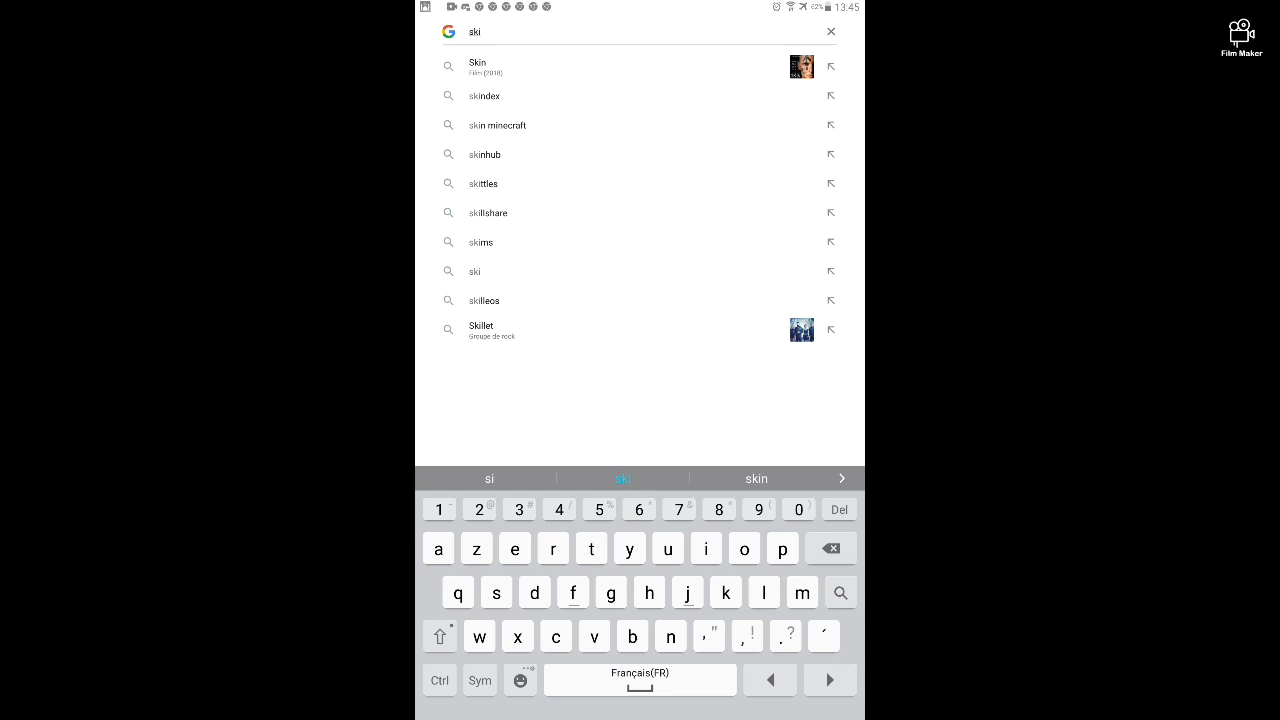 62% 13:45
ski
Skin
Film (2018)
skindex
skin minecraft
skinhub
skittles
skillshare
skims
ski
skilleos
Skillet
Groupe de rock
Film Maker
si ski skin
1 - 2 @ 3 # 4 / 5 % 6 ^ 7 & 8 * 9 ( 0 ) Del
a z e r t y u i o p
q s d f g h j k l m
w x c v b n ' " , ! . ? ´
Ctrl Sym Français(FR)